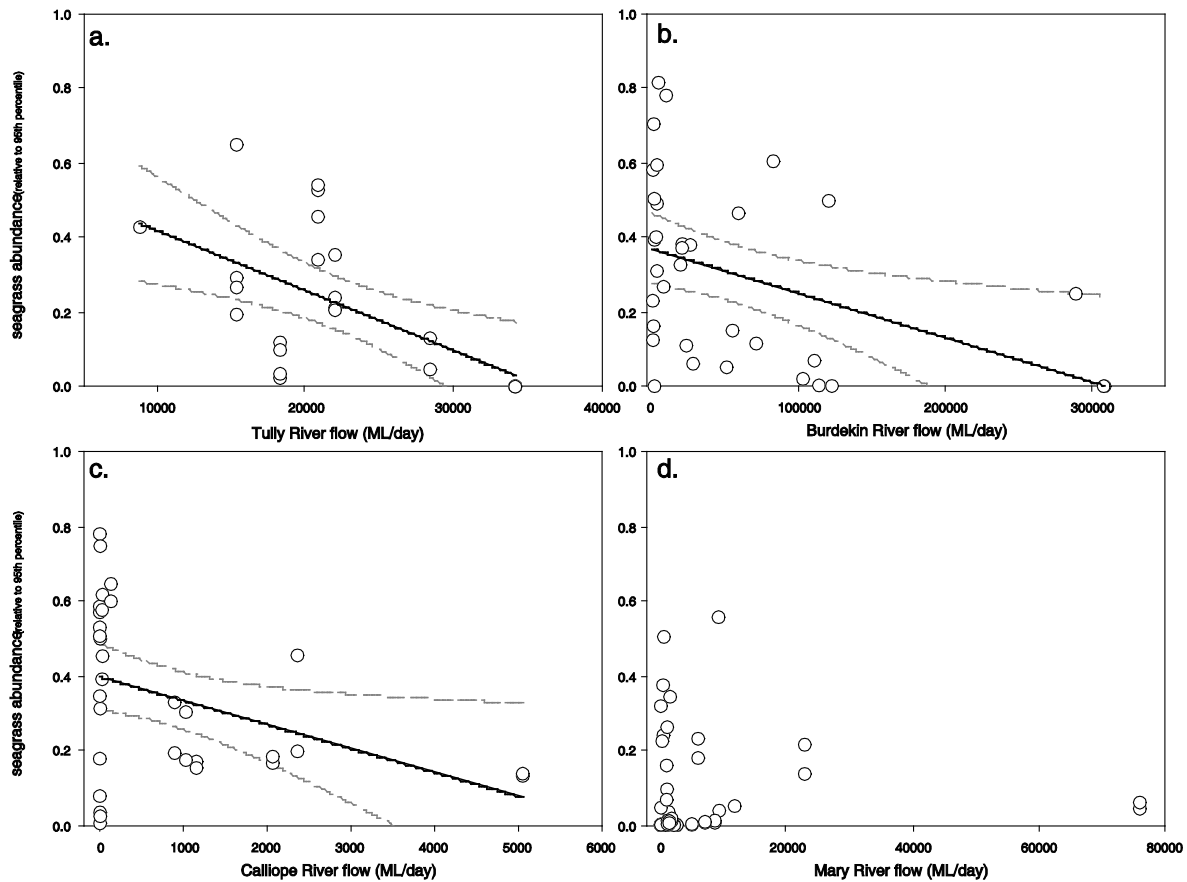 a.
1.0
0.8
0.6
0.4
0.2
0.0
seagrass abundance(relative to 95th percentile)
10000 20000 30000 40000
Tully River flow (ML/day)
b.
1.0
0.8
0.6
0.4
0.2
0.0
0 100000 200000 300000
Burdekin River flow (ML/day)
c.
1.0
0.8
0.6
0.4
0.2
0.0
seagrass abundance(relative to 95th percentile)
0 1000 2000 3000 4000 5000 6000
Calliope River flow (ML/day)
d.
1.0
0.8
0.6
0.4
0.2
0.0
0 20000 40000 60000 80000
Mary River flow (ML/day)